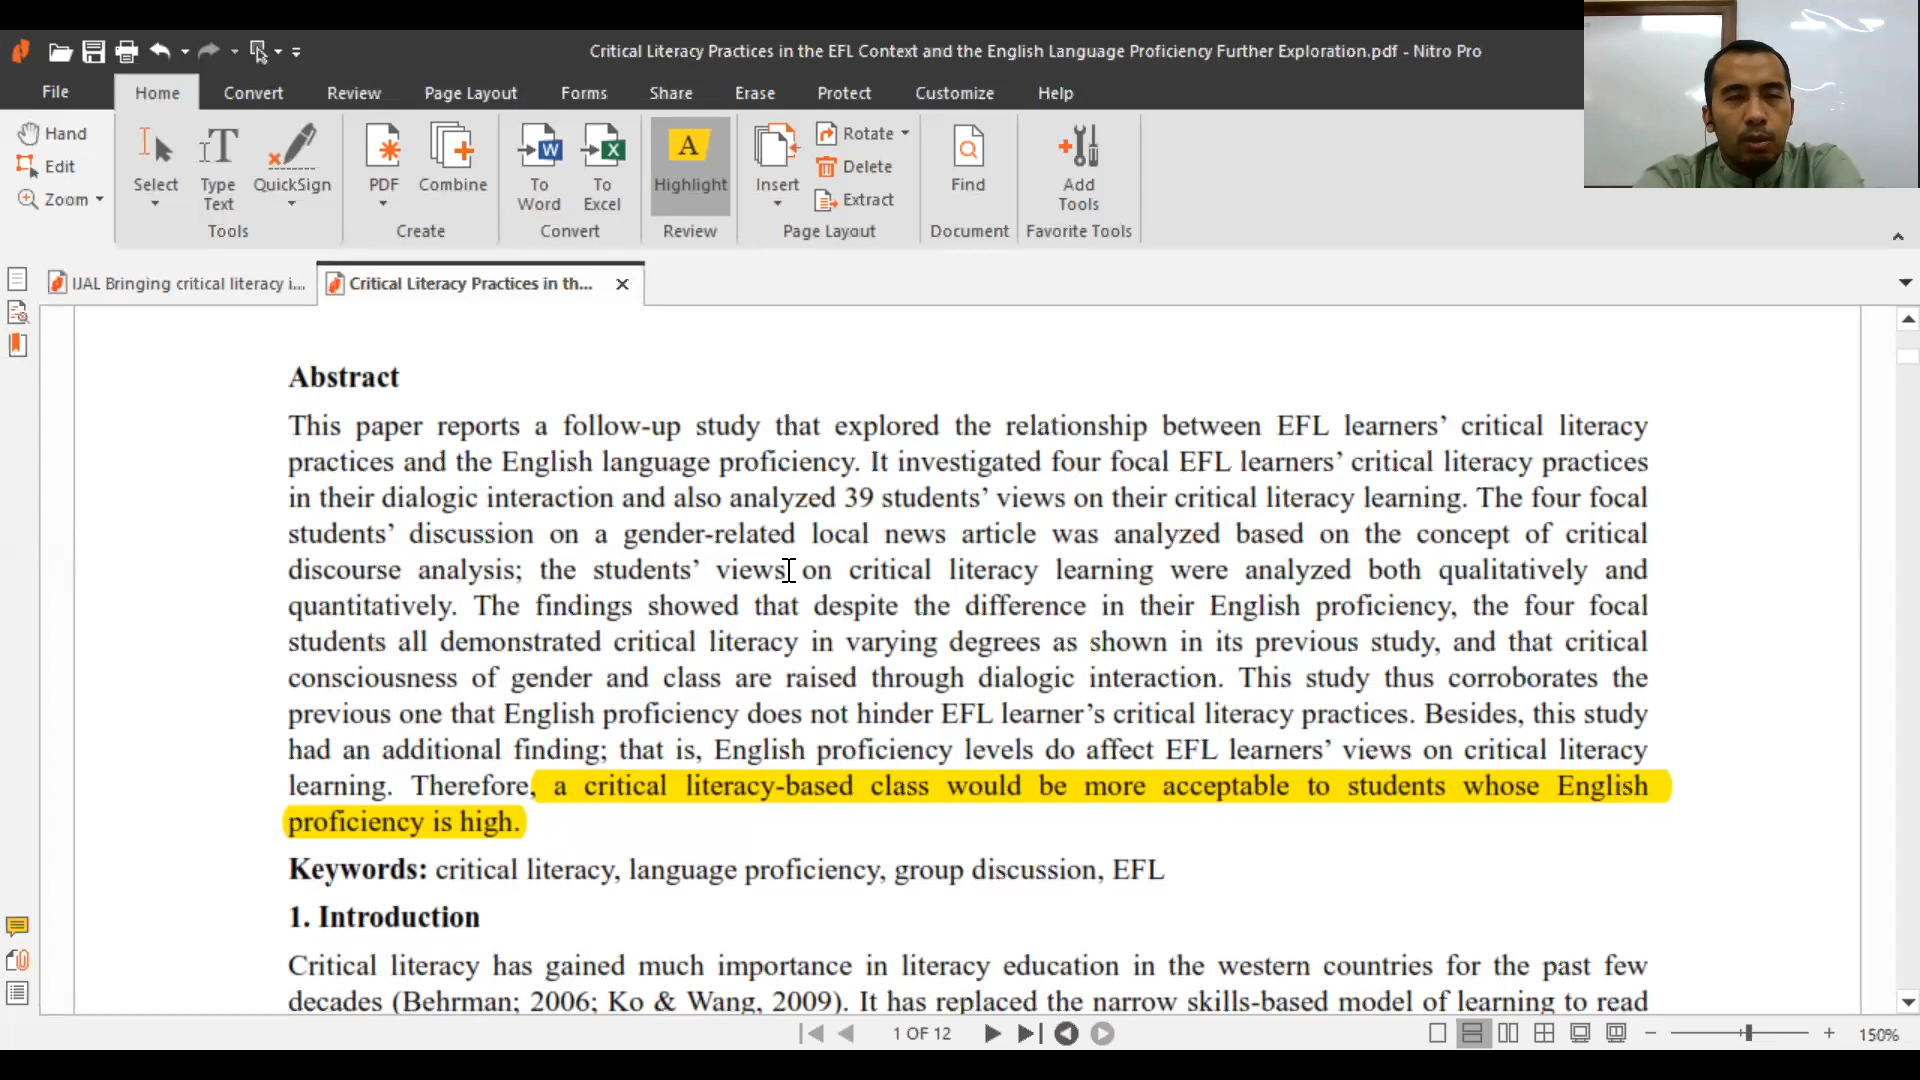 Critical Literacy Practices in the EFL Context and the English Language Proficiency Further Exploration.pdf - Nitro Pro
File Home Convert Review Page Layout Forms Share Erase Protect Customize Help
Hand
Edit
Zoom
Select
Type Text
QuickSign
Tools
PDF
Combine
Create
To Word
To Excel
Convert
A
Highlight
Review
Insert
Rotate
Delete
Extract
Page Layout
Find
Document
Add Tools
Favorite Tools
IJAL Bringing critical literacy i...
Critical Literacy Practices in th...
Abstract
This paper reports a follow-up study that explored the relationship between EFL learners’ critical literacy
practices and the English language proficiency. It investigated four focal EFL learners’ critical literacy practices
in their dialogic interaction and also analyzed 39 students’ views on their critical literacy learning. The four focal
students’ discussion on a gender-related local news article was analyzed based on the concept of critical
discourse analysis; the students’ views on critical literacy learning were analyzed both qualitatively and
quantitatively. The findings showed that despite the difference in their English proficiency, the four focal
students all demonstrated critical literacy in varying degrees as shown in its previous study, and that critical
consciousness of gender and class are raised through dialogic interaction. This study thus corroborates the
previous one that English proficiency does not hinder EFL learner’s critical literacy practices. Besides, this study
had an additional finding; that is, English proficiency levels do affect EFL learners’ views on critical literacy
learning. Therefore, a critical literacy-based class would be more acceptable to students whose English
proficiency is high.
Keywords: critical literacy, language proficiency, group discussion, EFL
1. Introduction
Critical literacy has gained much importance in literacy education in the western countries for the past few
decades (Behrman; 2006; Ko & Wang, 2009). It has replaced the narrow skills-based model of learning to read
1 OF 12
150%